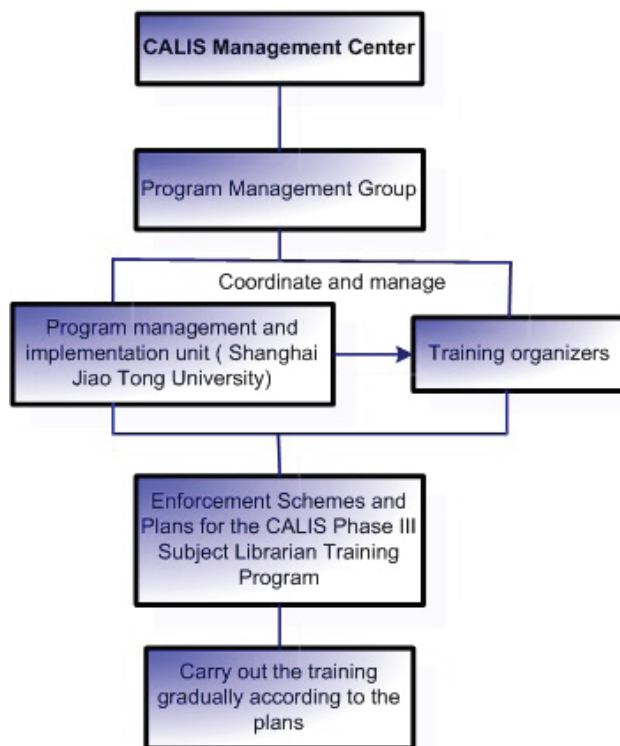 CALIS Management Center
Program Management Group
Coordinate and manage
Program management and
implementation unit ( Shanghai
Jiao Tong University)
Training organizers
Enforcement Schemes and
Plans for the CALIS Phase III
Subject Librarian Training
Program
Carry out the training
gradually according to the
plans